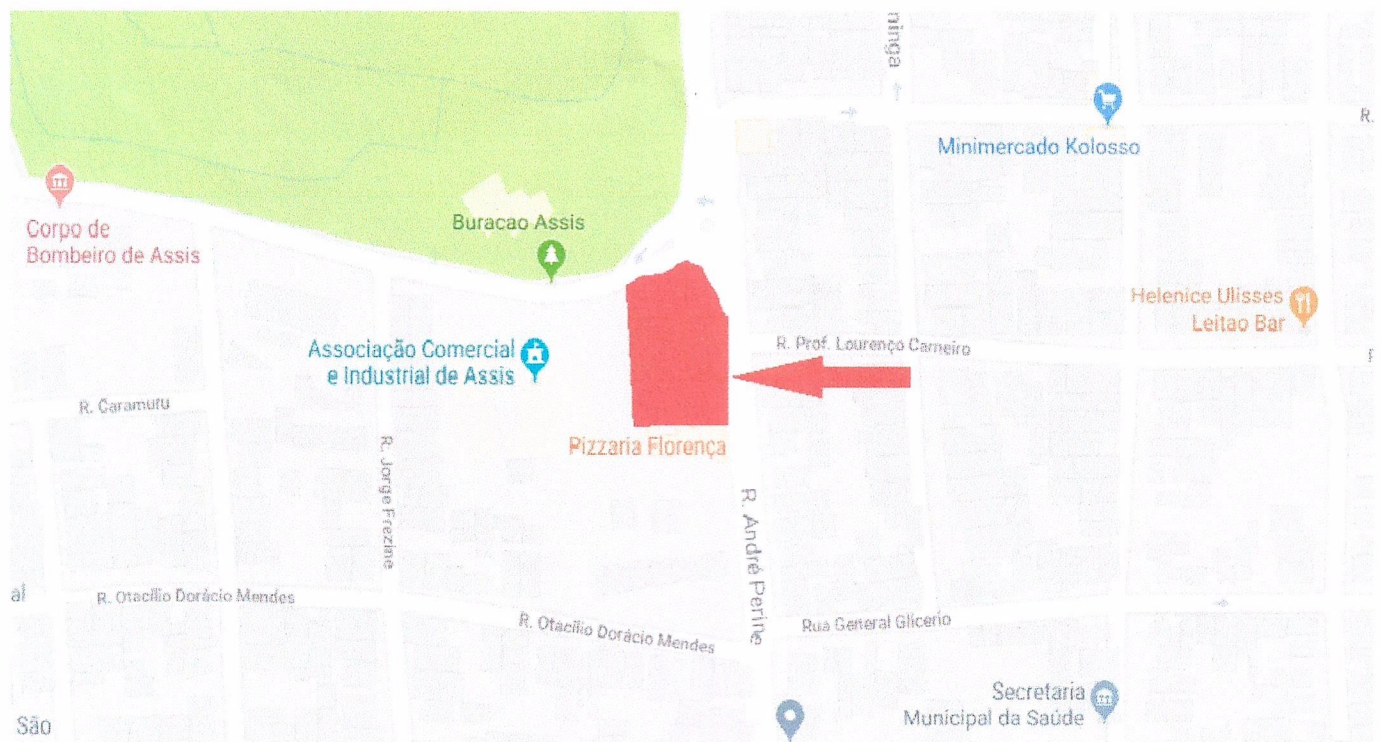 ninga
Minimercado Kolosso
R.
Corpo de
Bombeiro de Assis
Buracao Assis
Helenice Ulisses
Leitao Bar
R. Prof. Lourenço Carneiro
Associação Comercial
e Industrial de Assis
R. Caramuru
Pizzaria Florença
R. Jorge Frezine
R. André Perine
al
R. Otacílio Dorácio Mendes
R. Otacílio Dorácio Mendes
Rua General Glicerio
Secretaria
Municipal da Saúde
São